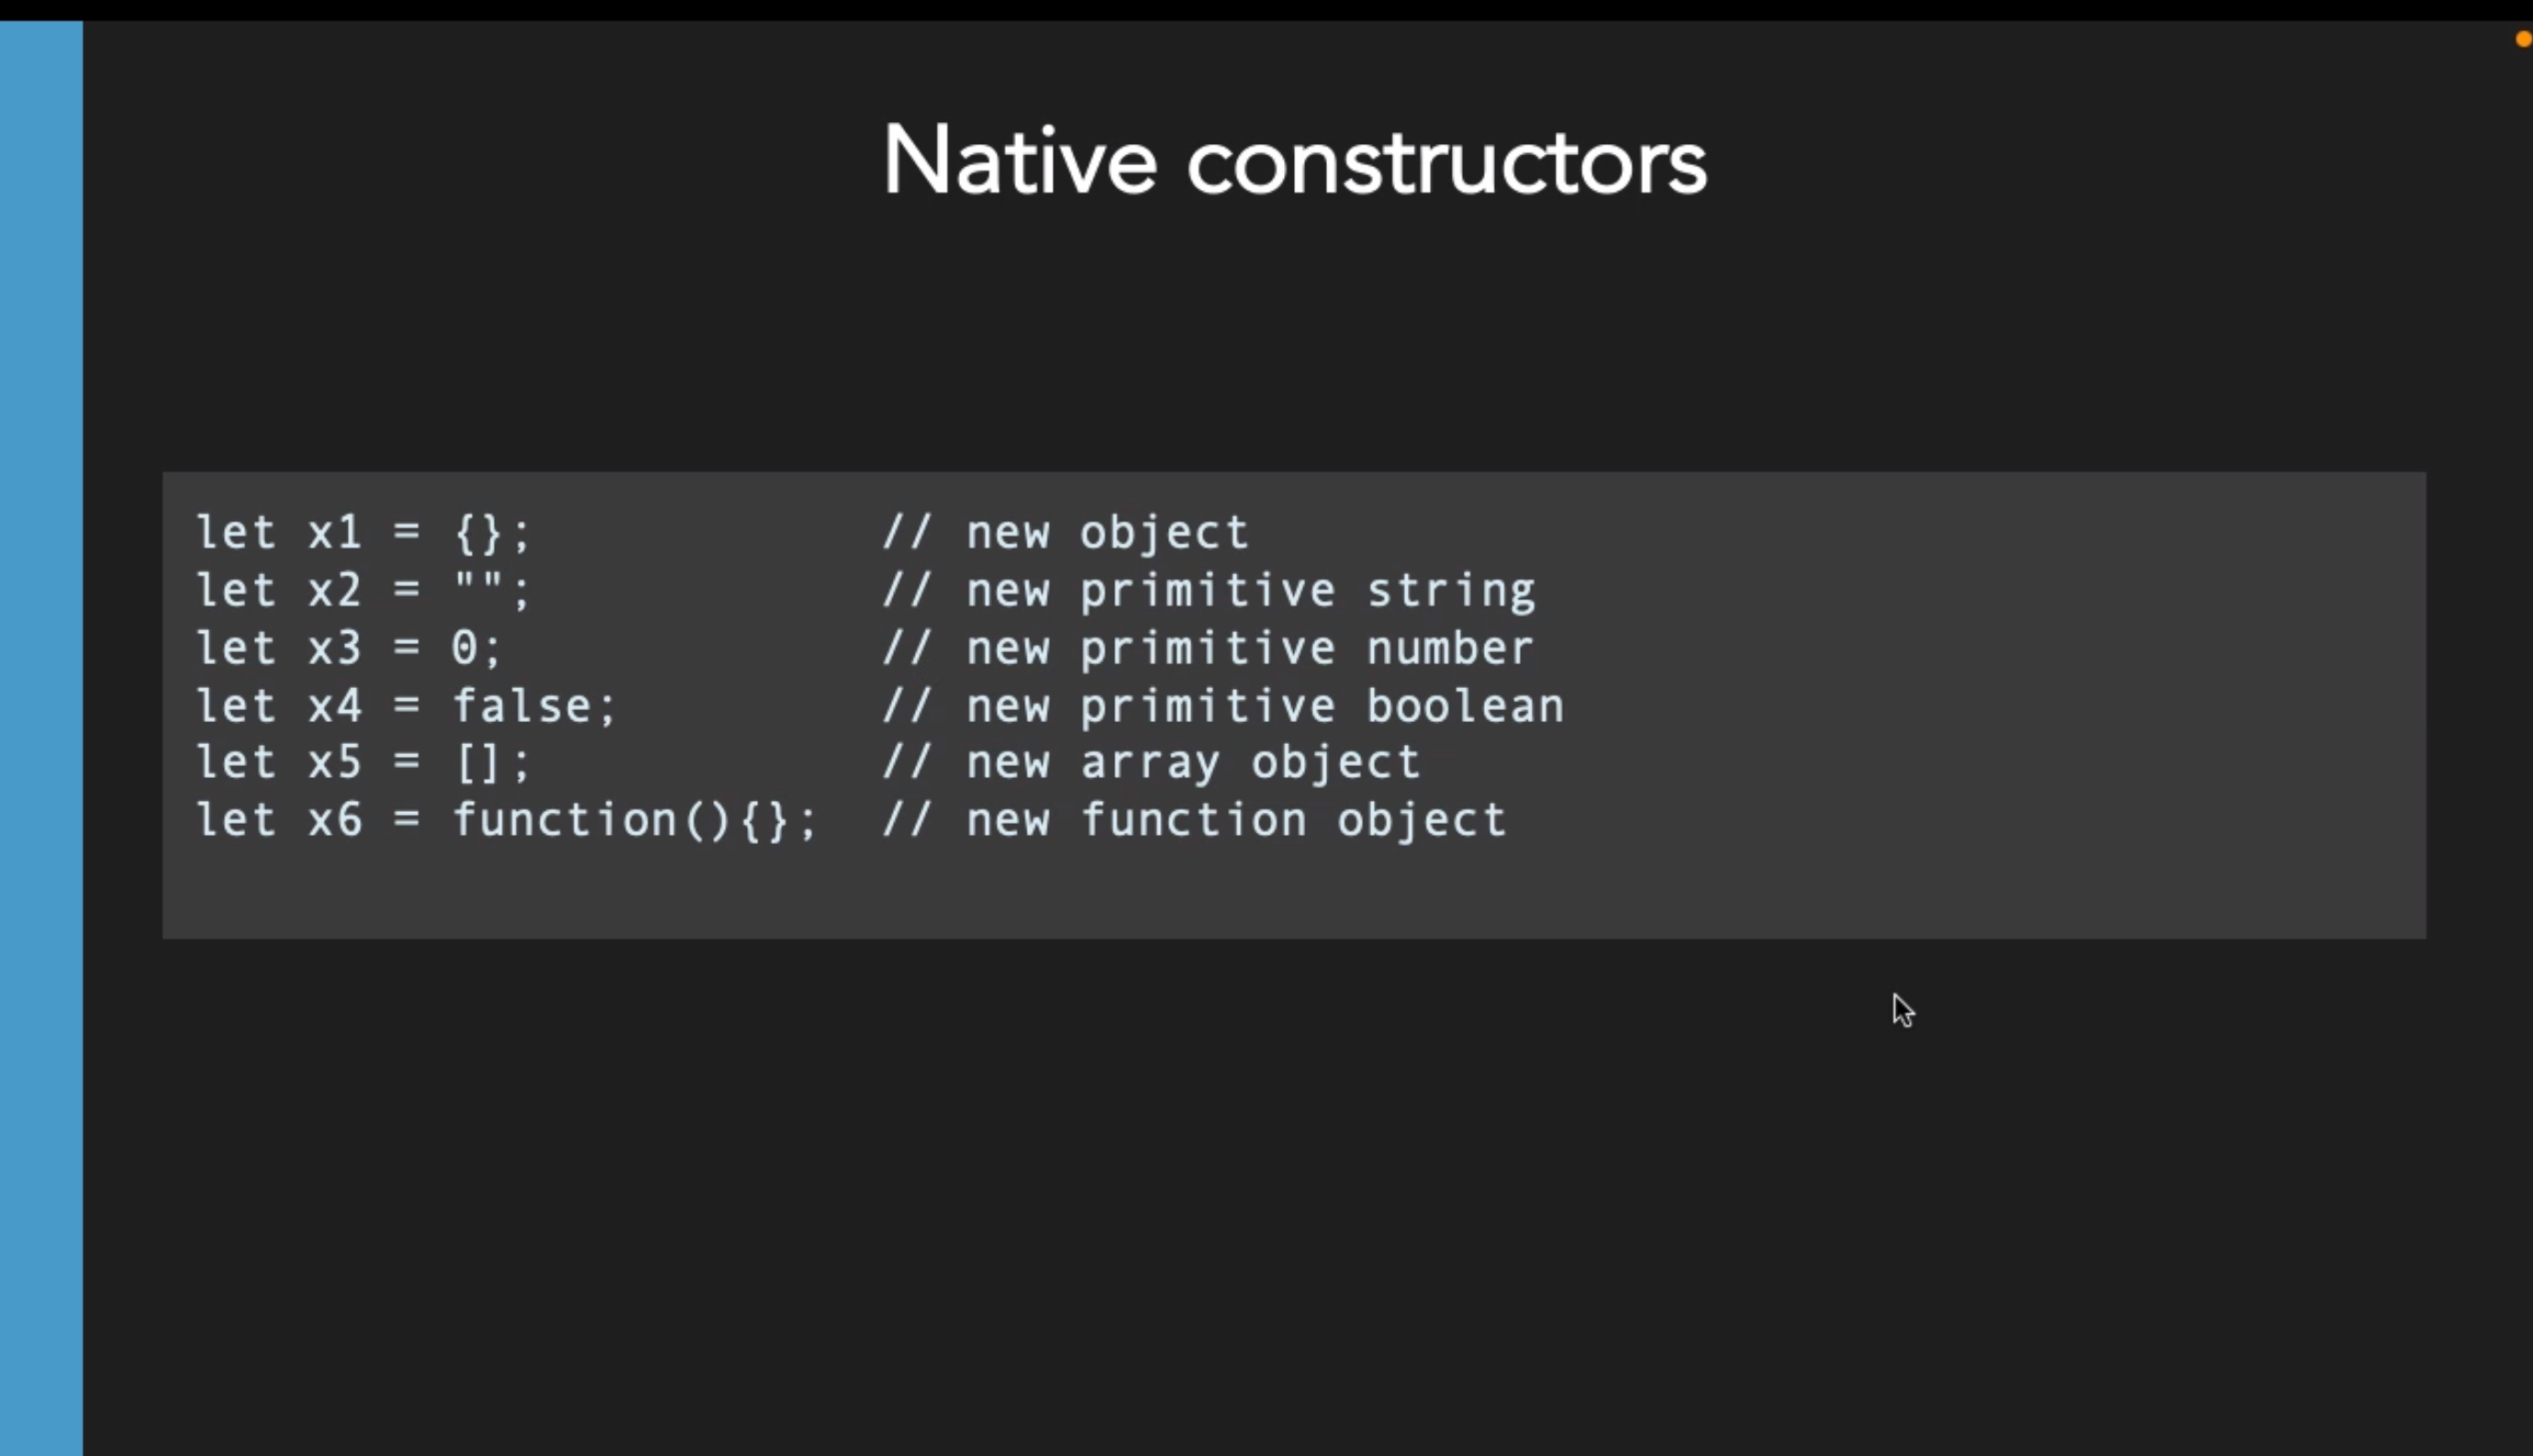 Native constructors
let x1 = {};            // new object
let x2 = "";            // new primitive string
let x3 = 0;             // new primitive number
let x4 = false;         // new primitive boolean
let x5 = [];            // new array object
let x6 = function(){};  // new function object